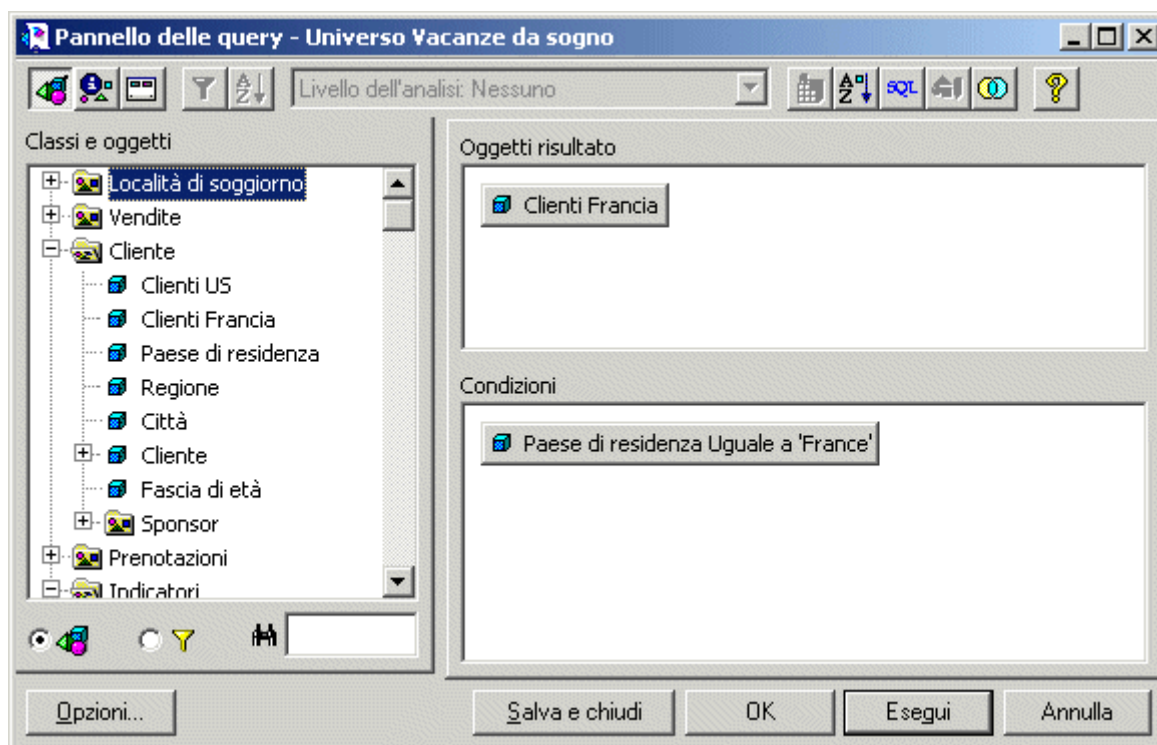 Pannello delle query - Universo Vacanze da sogno
Livello dell'analisi: Nessuno
SQL
Classi e oggetti
Località di soggiorno
Vendite
Cliente
Clienti US
Clienti Francia
Paese di residenza
Regione
Città
Cliente
Fascia di età
Sponsor
Prenotazioni
Indicatori
Oggetti risultato
Clienti Francia
Condizioni
Paese di residenza Uguale a 'France'
Opzioni...
Salva e chiudi
OK
Esegui
Annulla